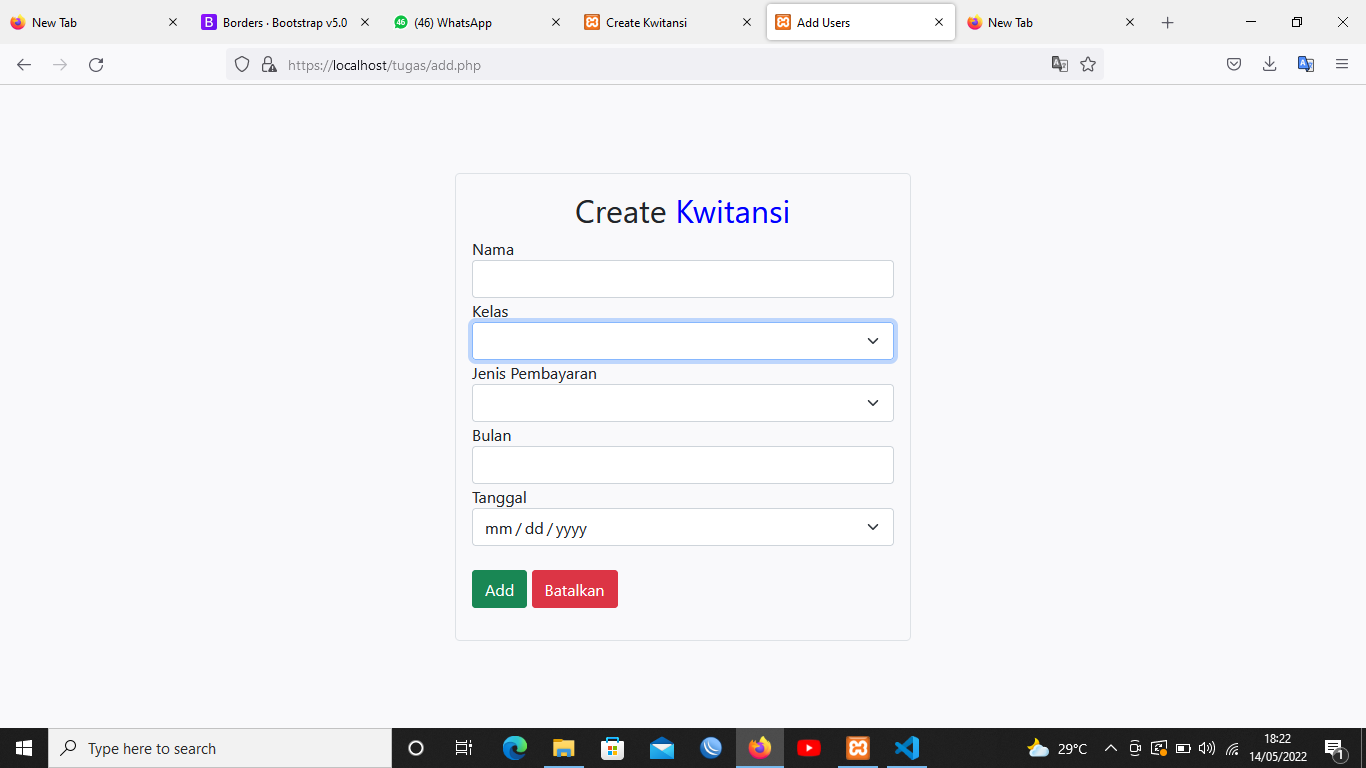 New Tab
B Borders · Bootstrap v5.0
46 (46) WhatsApp
Create Kwitansi
Add Users
New Tab
https://localhost/tugas/add.php
Create Kwitansi
Nama
Kelas
Jenis Pembayaran
Bulan
Tanggal
mm / dd / yyyy
Add Batalkan
Type here to search
29°C
18:22
14/05/2022
1